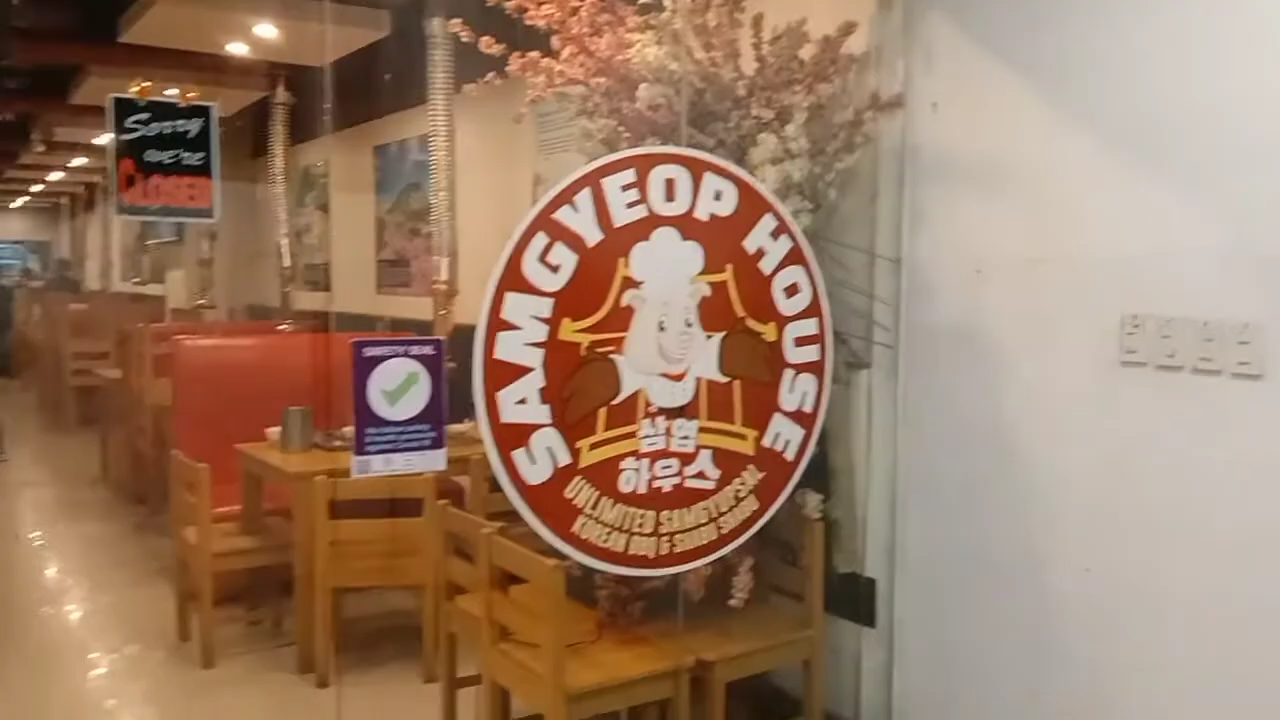 Sorry
we're
CLOSED
SAFETY SEAL
SAMGYEOP HOUSE
삼엽
하우스
UNLIMITED SAMGYUPSAL
KOREAN BBQ & SHABU SHABU